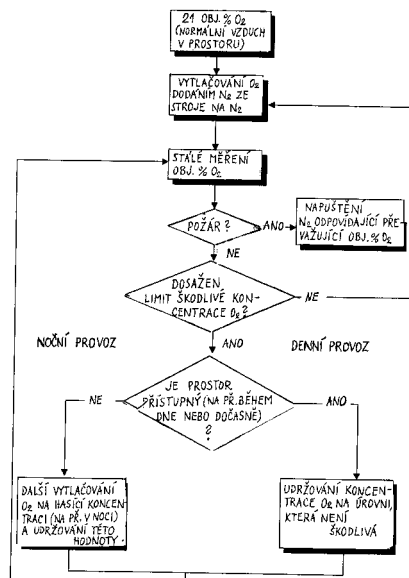 21 OBJ. % O₂
(NORMÁLNÍ VZDUCH
V PROSTORU)
VYTLAČOVÁNÍ O₂
DODÁNÍM N₂ ZE
STROJE NA N₂
STÁLÉ MĚŘENÍ
OBJ. % O₂
POŽÁR?
ANO
NAPUŠTĚNÍ
N₂ ODPOVÍDAJÍCÍ PŘE-
VAŽUJÍCÍ OBJ. % O₂
NE
DOSAŽEN
LIMIT ŠKODLIVÉ KON-
CENTRACE O₂?
NE
ANO
NOČNÍ PROVOZ
DENNÍ PROVOZ
JE PROSTOR
PŘÍSTUPNÝ (NA PŘ. BĚHEM
DNE NEBO DOČASNĚ)
?
NE
ANO
DALŠÍ VYTLAČOVÁNÍ
O₂ NA HASÍCÍ KONCEN-
TRACI (NA PŘ. V NOCI)
A UDRŽOVÁNÍ TÉTO
HODNOTY.
UDRŽOVÁNÍ KONCEN-
TRACE O₂ NA ÚROVNI,
KTERÁ NENÍ
ŠKODLIVÁ